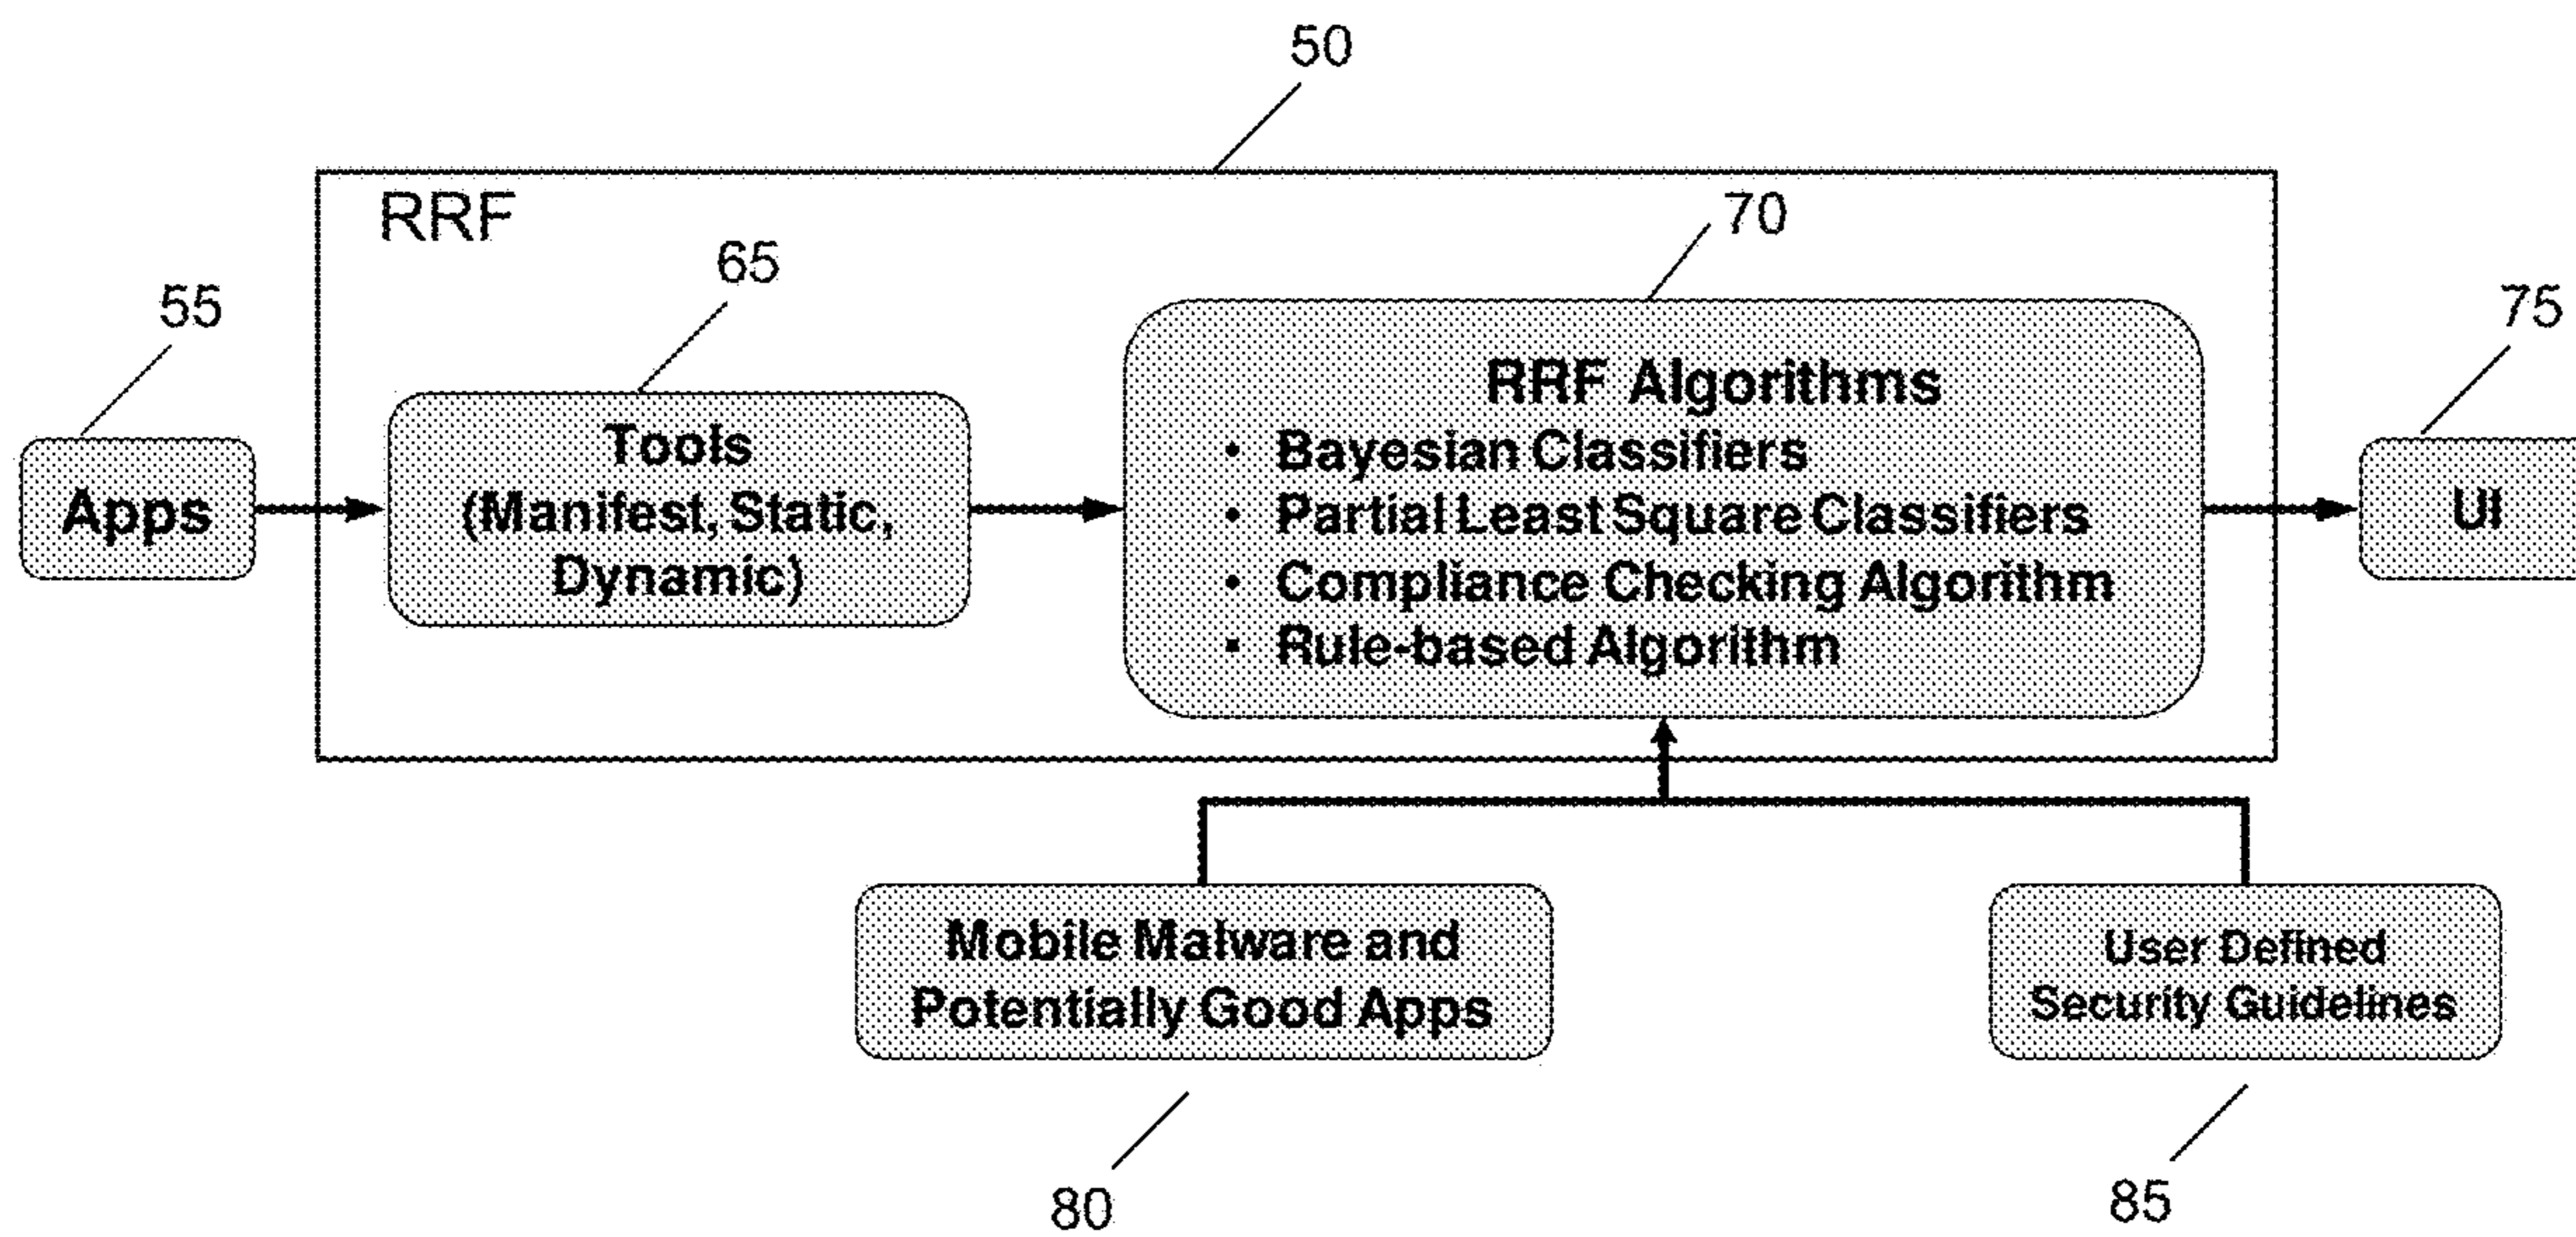 50
RRF
70
65
55
75
RRF Algorithms
Tools
• Bayesian Classifiers
Apps
(Manifest, Static,
• Partial Least Square Classifiers
UI
Dynamic)
• Compliance Checking Algorithm
• Rule-based Algorithm
Mobile Malware and
Potentially Good Apps
User Defined
Security Guidelines
80
85